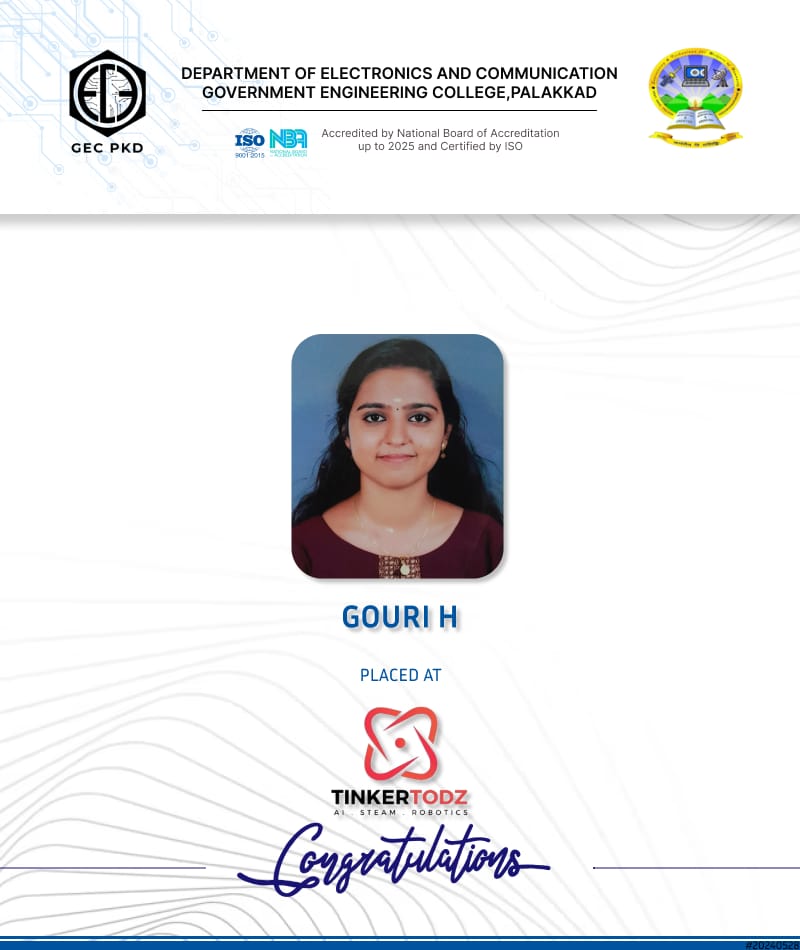 DEPARTMENT OF ELECTRONICS AND COMMUNICATION
GOVERNMENT ENGINEERING COLLEGE,PALAKKAD
GEC PKD
ISO
9001:2015
NBA
NATIONAL BOARD
of ACCREDITATION
Accredited by National Board of Accreditation
up to 2025 and Certified by ISO
GOURI H
PLACED AT
TINKERTODZ
AI . STEAM . ROBOTICS
Congratulations